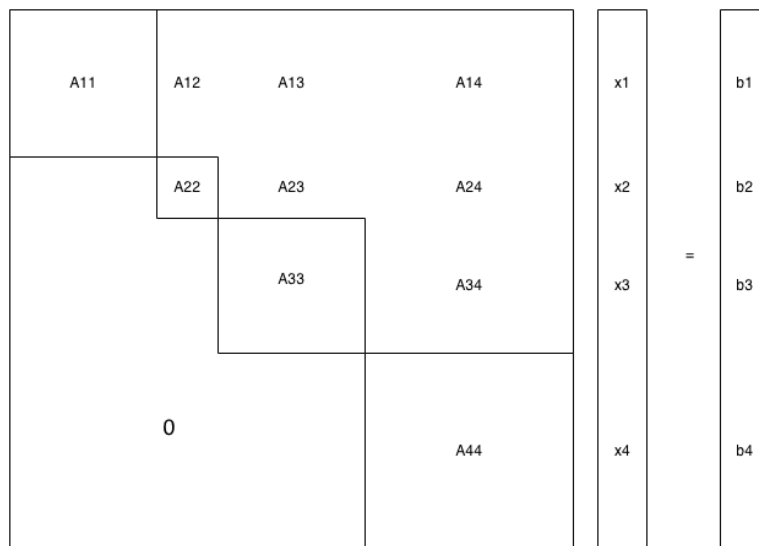 A11 A12 A13 A14 x1 b1
A22 A23 A24 x2 b2
=
A33 A34 x3 b3
0
A44 x4 b4